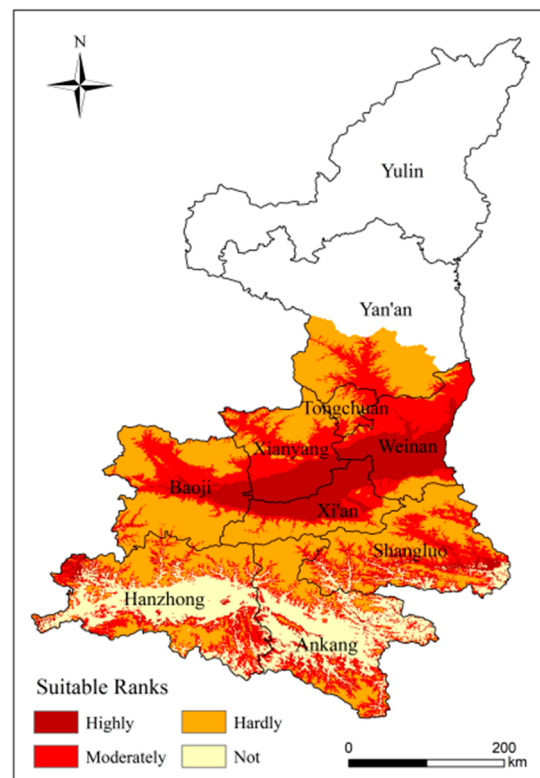 N
Yulin
Yan'an
Tongchuan
Xianyang
Weinan
Baoji
Xi'an
Shangluo
Hanzhong
Ankang
Suitable Ranks
Highly
Hardly
Moderately
Not
0
200
km